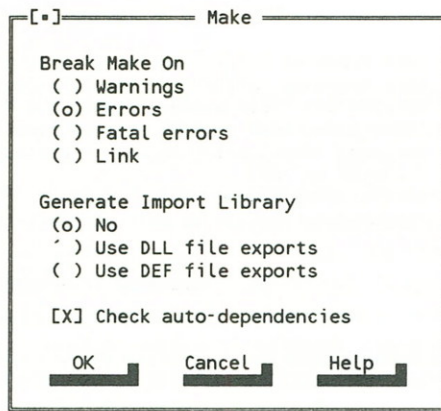 [▪] Make
Break Make On
( ) Warnings
(o) Errors
( ) Fatal errors
( ) Link
Generate Import Library
(o) No
´ ) Use DLL file exports
( ) Use DEF file exports
[X] Check auto-dependencies
OK Cancel Help